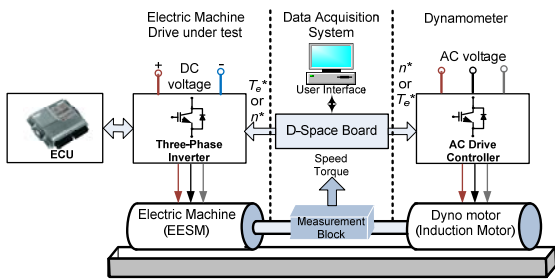 Electric Machine
Drive under test
Data Acquisition
System
Dynamometer
+
DC
voltage
−
Te*
or
n*
User Interface
n*
or
Te*
AC voltage
ECU
Three-Phase
Inverter
D-Space Board
AC Drive
Controller
Speed
Torque
Electric Machine
(EESM)
Measurement
Block
Dyno motor
(Induction Motor)